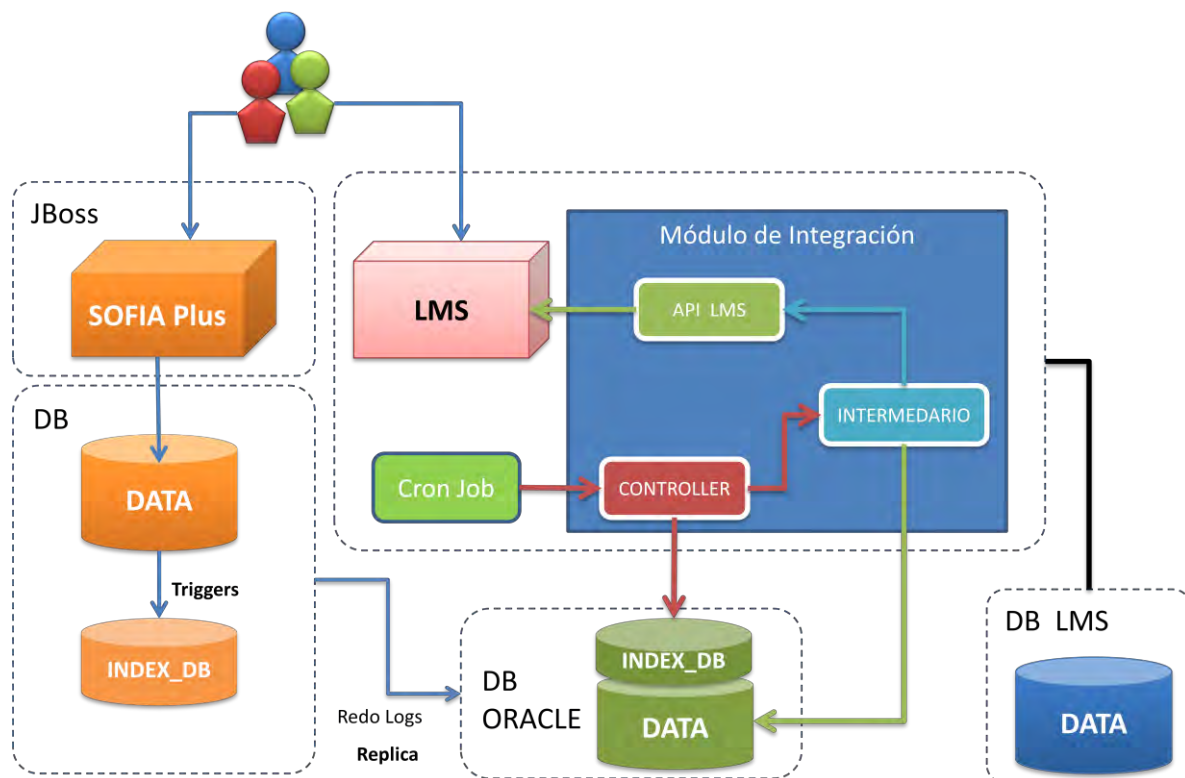 JBoss
SOFIA Plus
DB
DATA
Triggers
INDEX_DB
Redo Logs
Replica
Módulo de Integración
LMS
API LMS
INTERMEDARIO
Cron Job
CONTROLLER
DB
ORACLE
INDEX_DB
DATA
DB LMS
DATA